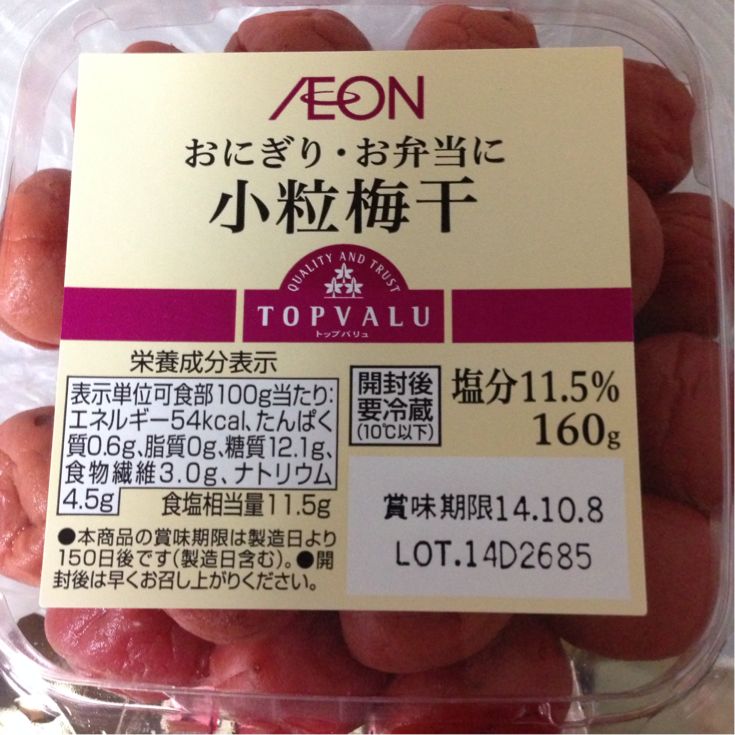 ÆON
おにぎり・お弁当に
小粒梅干
QUALITY AND TRUST
TOPVALU
トップバリュ
栄養成分表示
表示単位可食部100g当たり:
エネルギー54kcal、たんぱく
質0.6g、脂質0g、糖質12.1g、
食物繊維3.0g、ナトリウム
4.5g 食塩相当量11.5g
●本商品の賞味期限は製造日より
150日後です(製造日含む)。●開
封後は早くお召し上がりください。
開封後
要冷蔵
(10℃以下)
塩分11.5%
160g
賞味期限14.10.8
LOT.14D2685